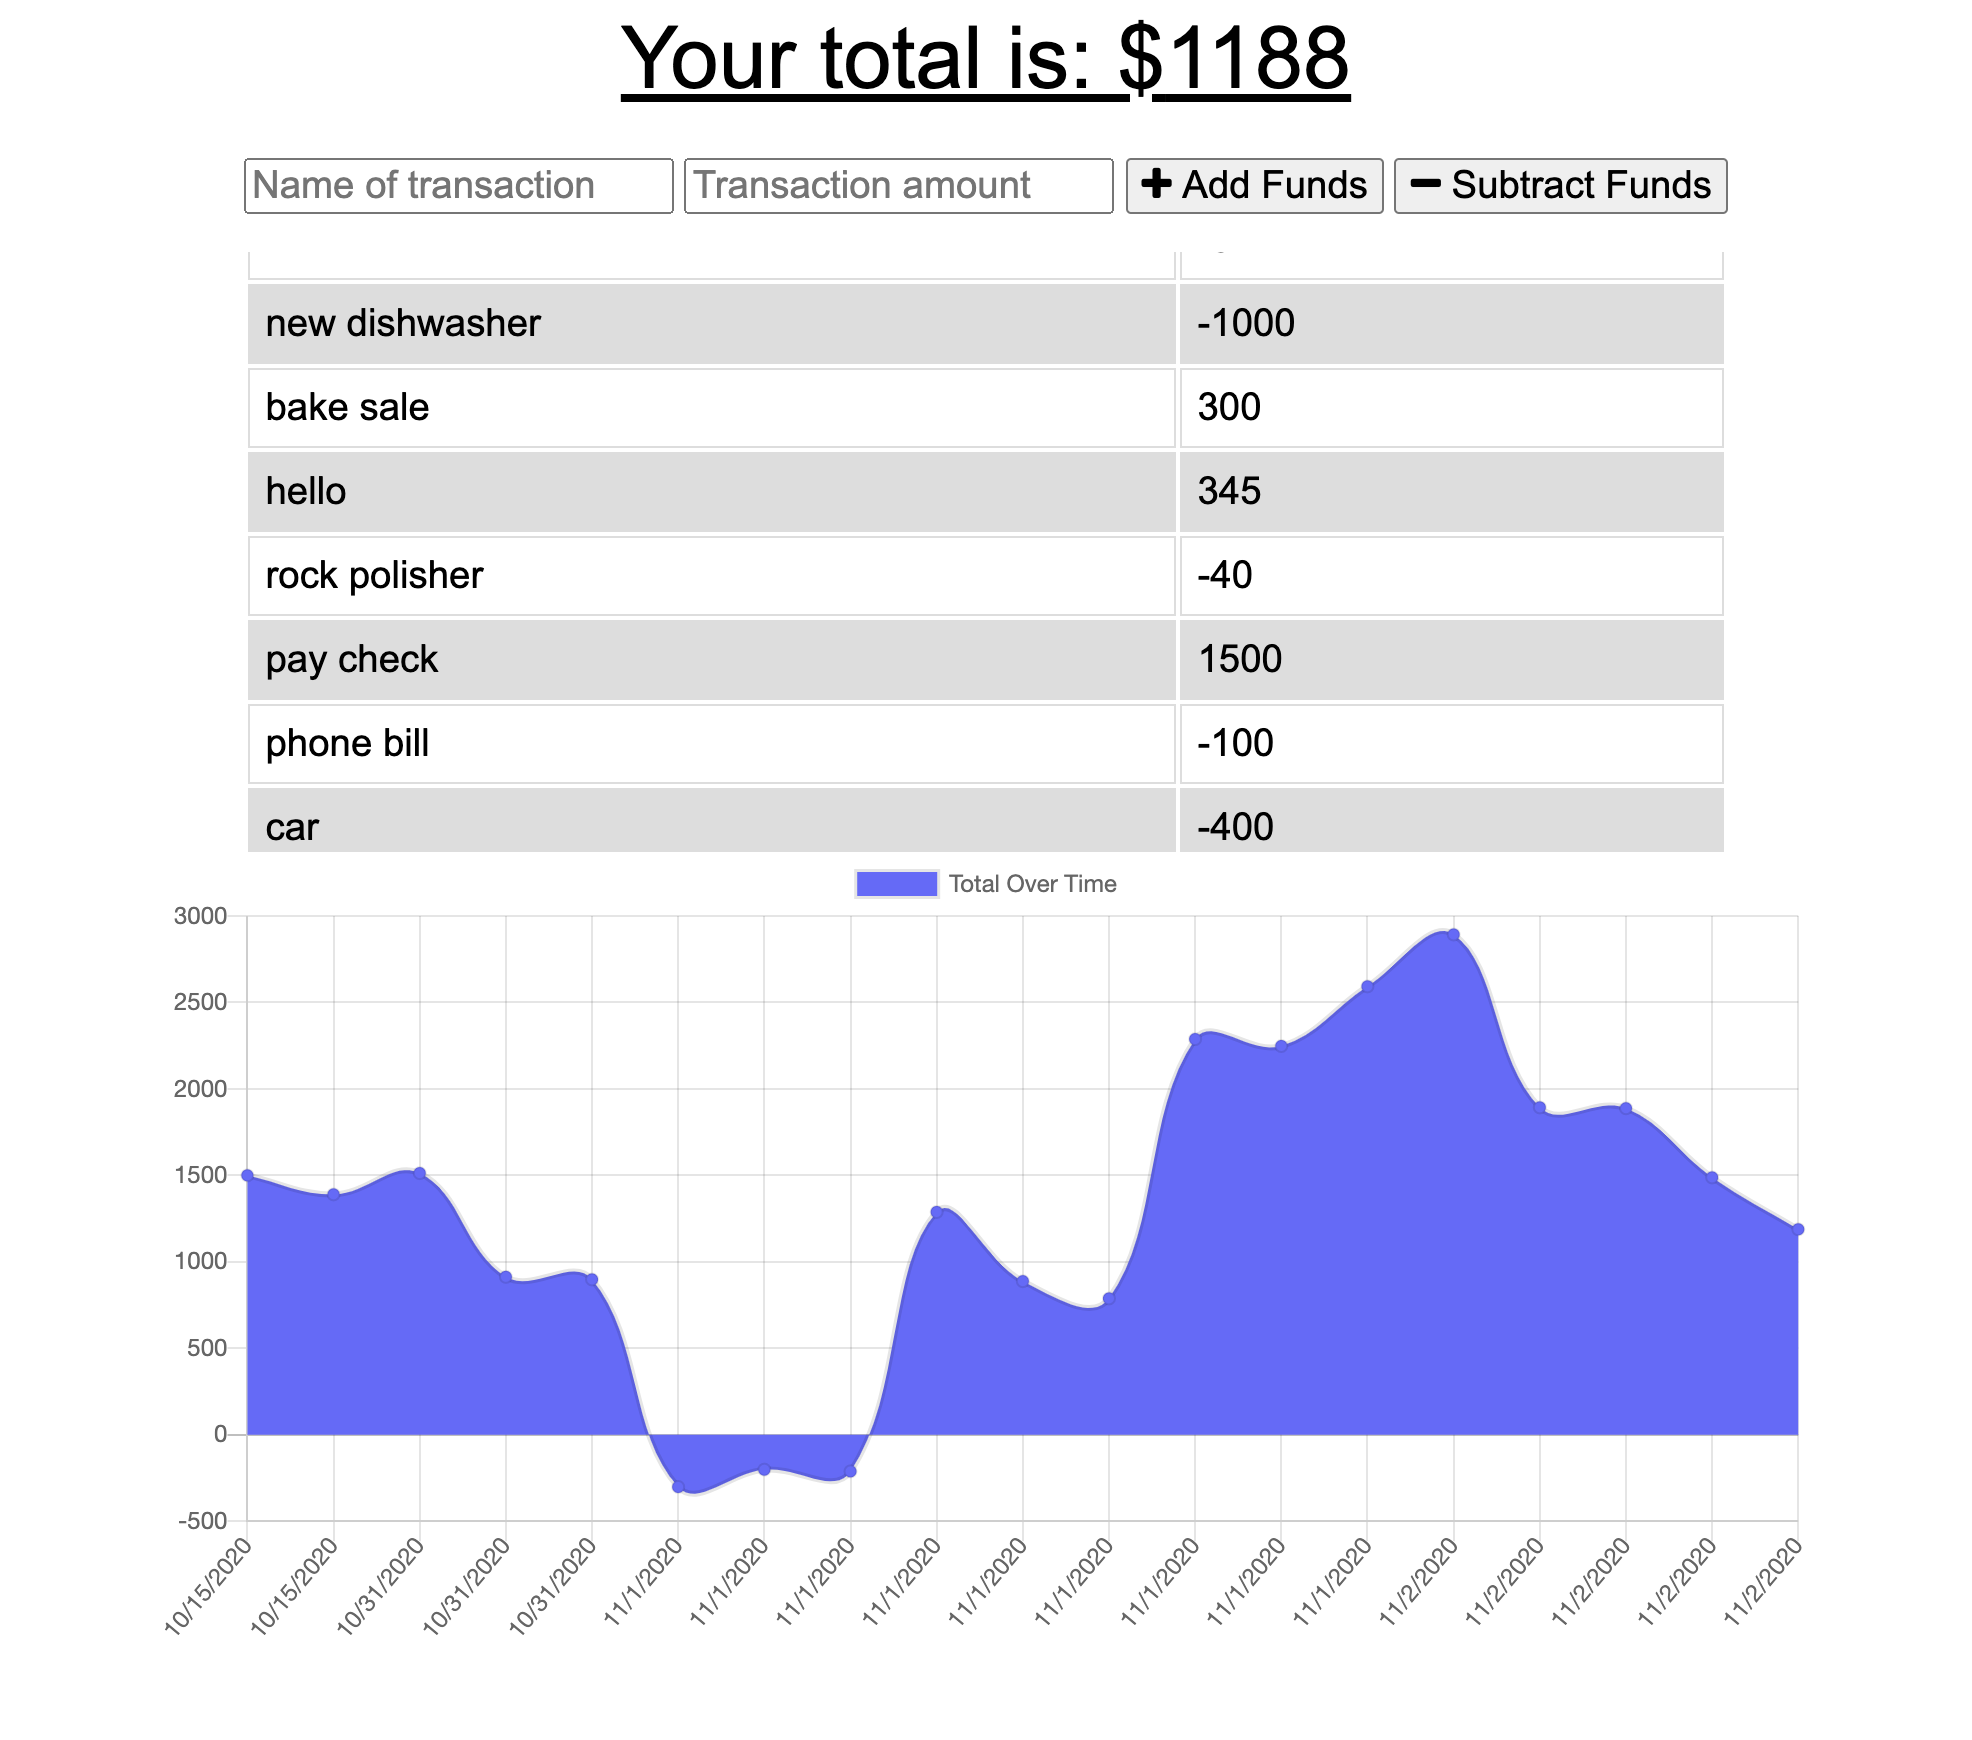 Your total is: $1188
Name of transaction Transaction amount Add Funds Subtract Funds
new dishwasher -1000
bake sale 300
hello 345
rock polisher -40
pay check 1500
phone bill -100
car -400
Total Over Time
3000
2500
2000
1500
1000
500
0
-500
10/15/2020 10/15/2020 10/31/2020 10/31/2020 10/31/2020 11/1/2020 11/1/2020 11/1/2020 11/1/2020 11/1/2020 11/1/2020 11/1/2020 11/1/2020 11/1/2020 11/2/2020 11/2/2020 11/2/2020 11/2/2020 11/2/2020